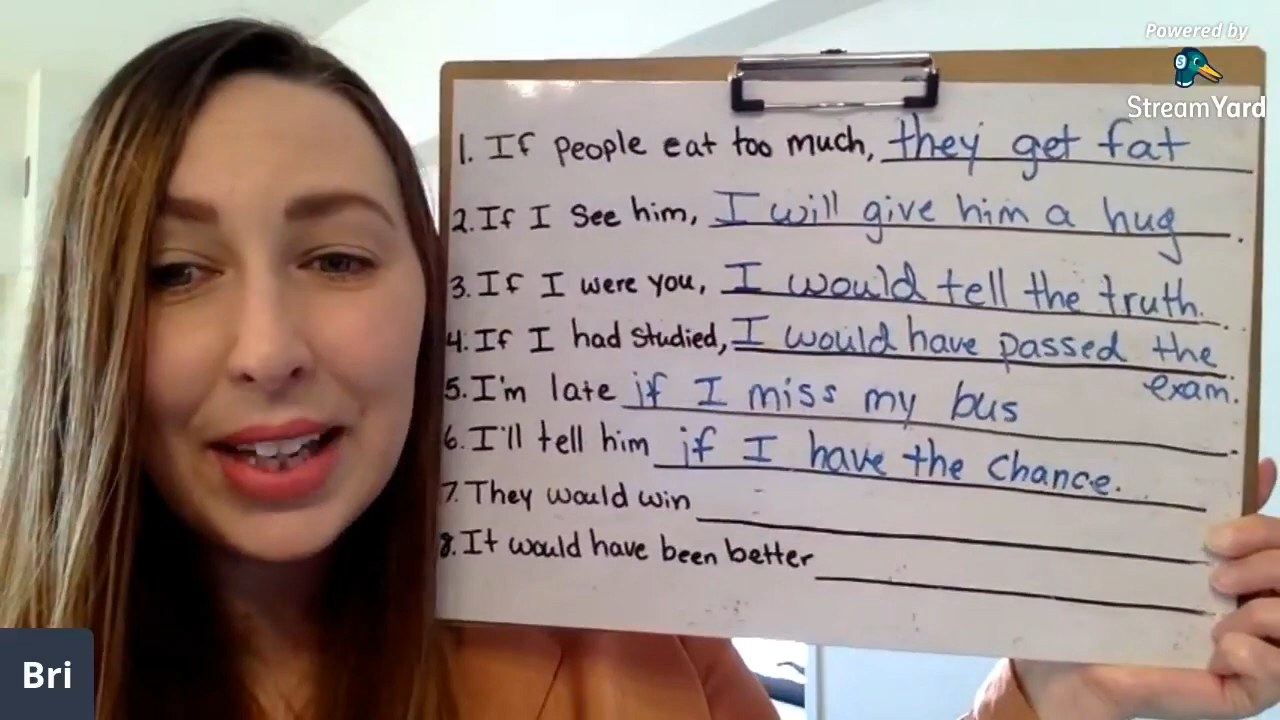 Powered by
StreamYard
1. If people eat too much, they get fat
2. If I see him, I will give him a hug.
3. If I were you, I would tell the truth.
4. If I had studied, I would have passed the
exam.
5. I'm late if I miss my bus.
6. I'll tell him if I have the chance.
7. They would win
8. It would have been better
Bri